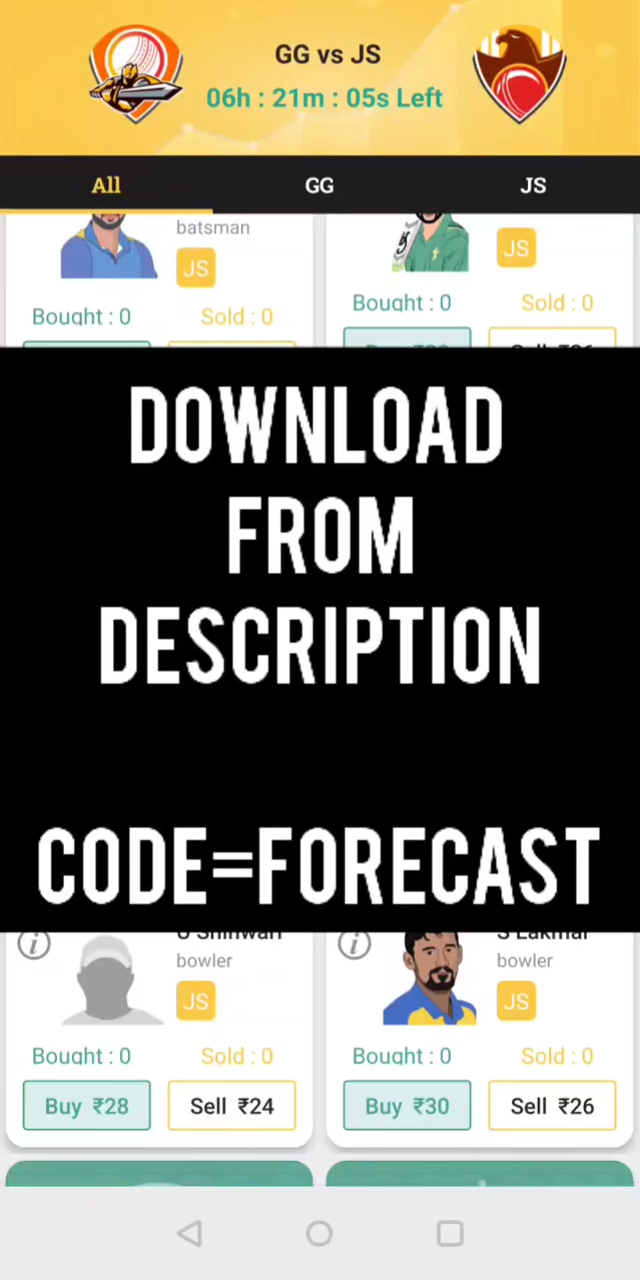 GG vs JS
06h : 21m : 05s Left
All GG JS
batsman
JS JS
Bought : 0 Sold : 0 Bought : 0 Sold : 0
DOWNLOAD
FROM
DESCRIPTION
CODE=FORECAST
S Lakmal
bowler bowler
JS JS
Bought : 0 Sold : 0 Bought : 0 Sold : 0
Buy ₹28 Sell ₹24 Buy ₹30 Sell ₹26